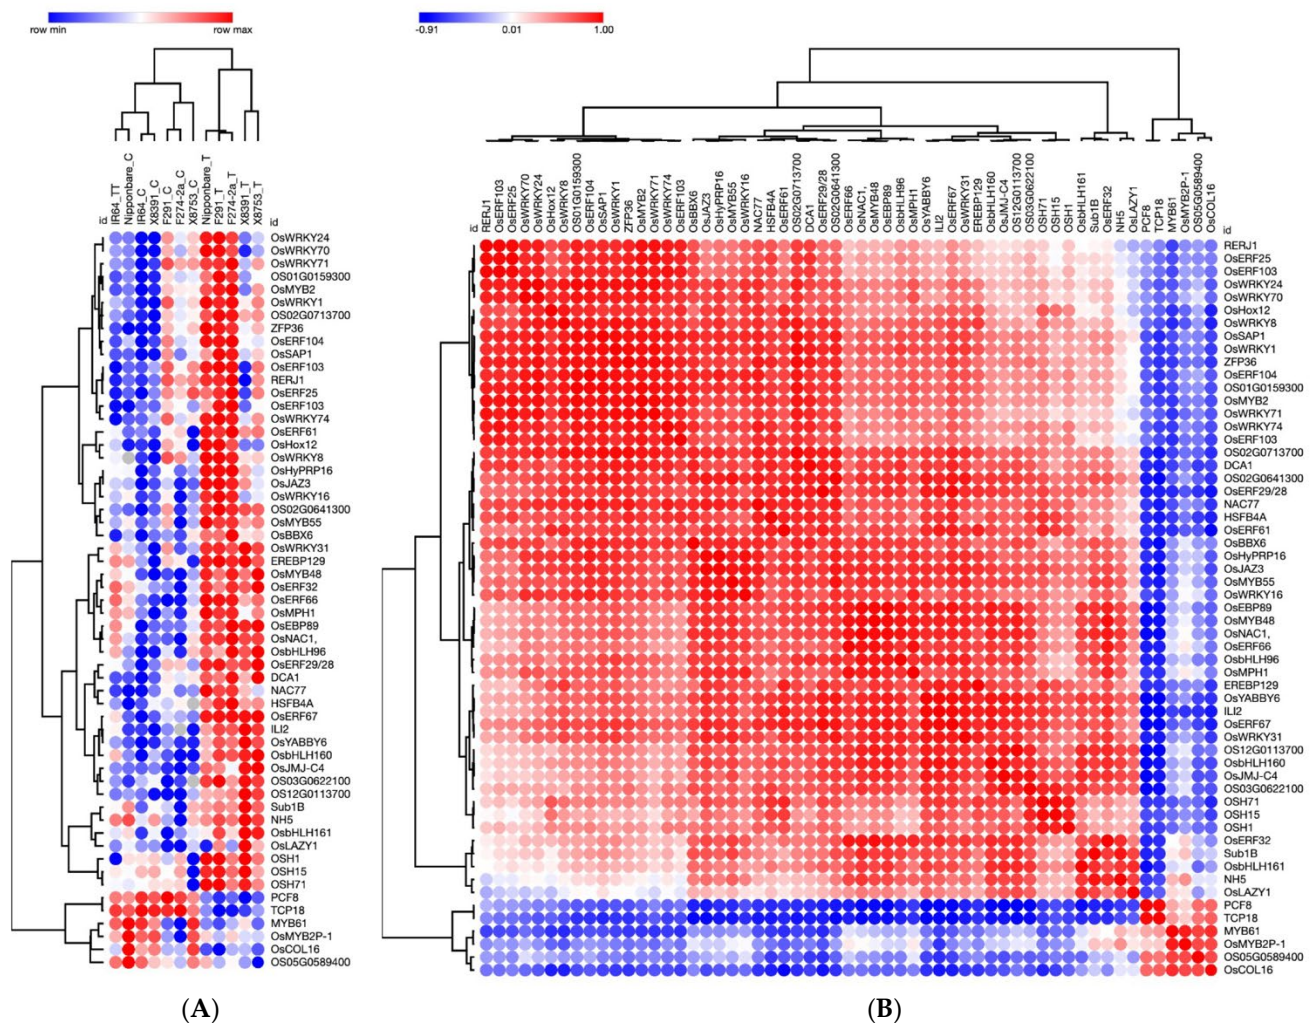 row min row max
-0.91 0.01 1.00
id
IR64_TT
Nipponbare_C
IR64_C
X8391_C
F291_C
F274-2a_C
X8753_C
Nipponbare_T
F291_T
F274-2a_T
X8391_T
X8753_T
id
OsWRKY24
OsWRKY70
OsWRKY71
OS01G0159300
OsMYB2
OsWRKY1
OS02G0713700
ZFP36
OsERF104
OsSAP1
OsERF103
RERJ1
OsERF25
OsERF103
OsWRKY74
OsERF61
OsHox12
OsWRKY8
OsHyPRP16
OsJAZ3
OsWRKY16
OS02G0641300
OsMYB55
OsBBX6
OsWRKY31
EREBP129
OsMYB48
OsERF32
OsERF66
OsMPH1
OsEBP89
OsNAC1,
OsbHLH96
OsERF29/28
DCA1
NAC77
HSFB4A
OsERF67
ILI2
OsYABBY6
OsbHLH160
OsJMJ-C4
OS03G0622100
OS12G0113700
Sub1B
NH5
OsbHLH161
OsLAZY1
OSH1
OSH15
OSH71
PCF8
TCP18
MYB61
OsMYB2P-1
OsCOL16
OS05G0589400
(A)
id
RERJ1
OsERF103
OsERF25
OsWRKY70
OsWRKY24
OsHox12
OsWRKY8
OS01G0159300
OsERF104
OsSAP1
OsWRKY1
ZFP36
OsMYB2
OsWRKY71
OsWRKY74
OsERF103
OsBBX6
OsJAZ3
OsHyPRP16
OsMYB55
OsWRKY16
NAC77
HSFB4A
OsERF61
OS02G0713700
DCA1
OsERF29/28
OS02G0641300
OsERF66
OsNAC1,
OsMYB48
OsEBP89
OsbHLH96
OsMPH1
OsYABBY6
ILI2
OsERF67
OsWRKY31
EREBP129
OsbHLH160
OsJMJ-C4
OS12G0113700
OS03G0622100
OSH71
OSH15
OSH1
OsbHLH161
Sub1B
OsERF32
NH5
OsLAZY1
PCF8
TCP18
MYB61
OsMYB2P-1
OS05G0589400
OsCOL16
id
RERJ1
OsERF25
OsERF103
OsWRKY24
OsWRKY70
OsHox12
OsWRKY8
OsSAP1
OsWRKY1
ZFP36
OsERF104
OS01G0159300
OsMYB2
OsWRKY71
OsWRKY74
OsERF103
OS02G0713700
DCA1
OS02G0641300
OsERF29/28
NAC77
HSFB4A
OsERF61
OsBBX6
OsHyPRP16
OsJAZ3
OsMYB55
OsWRKY16
OsEBP89
OsMYB48
OsNAC1,
OsERF66
OsbHLH96
OsMPH1
EREBP129
OsYABBY6
ILI2
OsERF67
OsWRKY31
OS12G0113700
OsbHLH160
OsJMJ-C4
OS03G0622100
OSH71
OSH15
OSH1
OsERF32
Sub1B
OsbHLH161
NH5
OsLAZY1
PCF8
TCP18
MYB61
OsMYB2P-1
OS05G0589400
OsCOL16
(B)